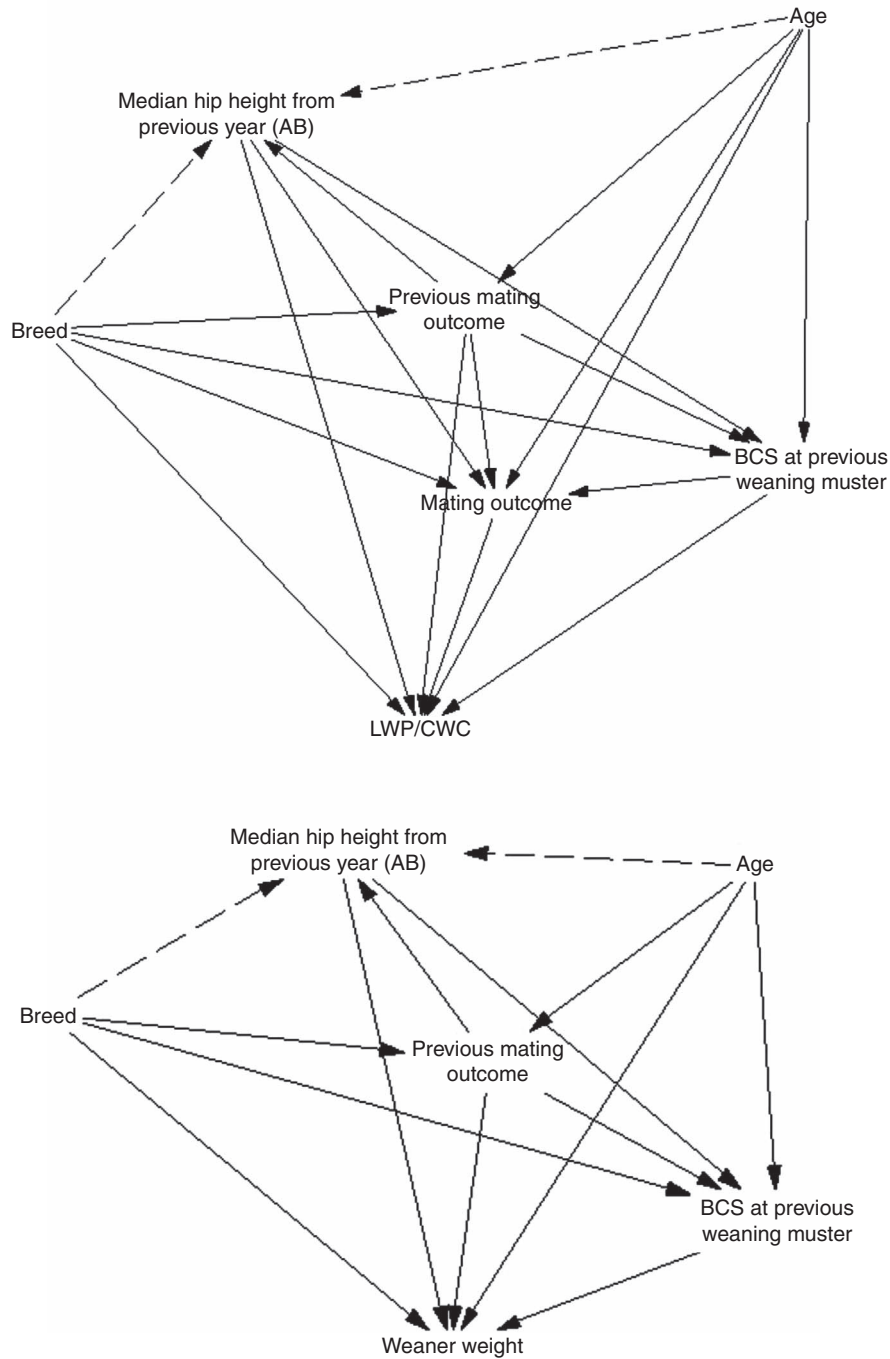 Age
Median hip height from
previous year (AB)
Previous mating
outcome
Breed
BCS at previous
weaning muster
Mating outcome
LWP/CWC
Median hip height from
previous year (AB)
Age
Breed
Previous mating
outcome
BCS at previous
weaning muster
Weaner weight